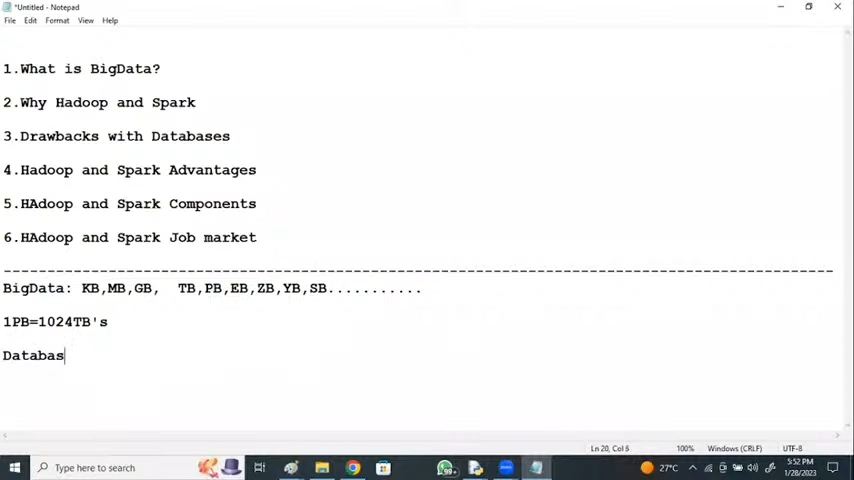 *Untitled - Notepad
File Edit Format View Help
1.What is BigData?
2.Why Hadoop and Spark
3.Drawbacks with Databases
4.Hadoop and Spark Advantages
5.HAdoop and Spark Components
6.HAdoop and Spark Job market
--------------------------------------------------------------------------------
BigData: KB,MB,GB,  TB,PB,EB,ZB,YB,SB...........
1PB=1024TB's
Databas
Ln 20, Col 6 100% Windows (CRLF) UTF-8
Type here to search 99+ 27°C 5:52 PM
1/28/2023